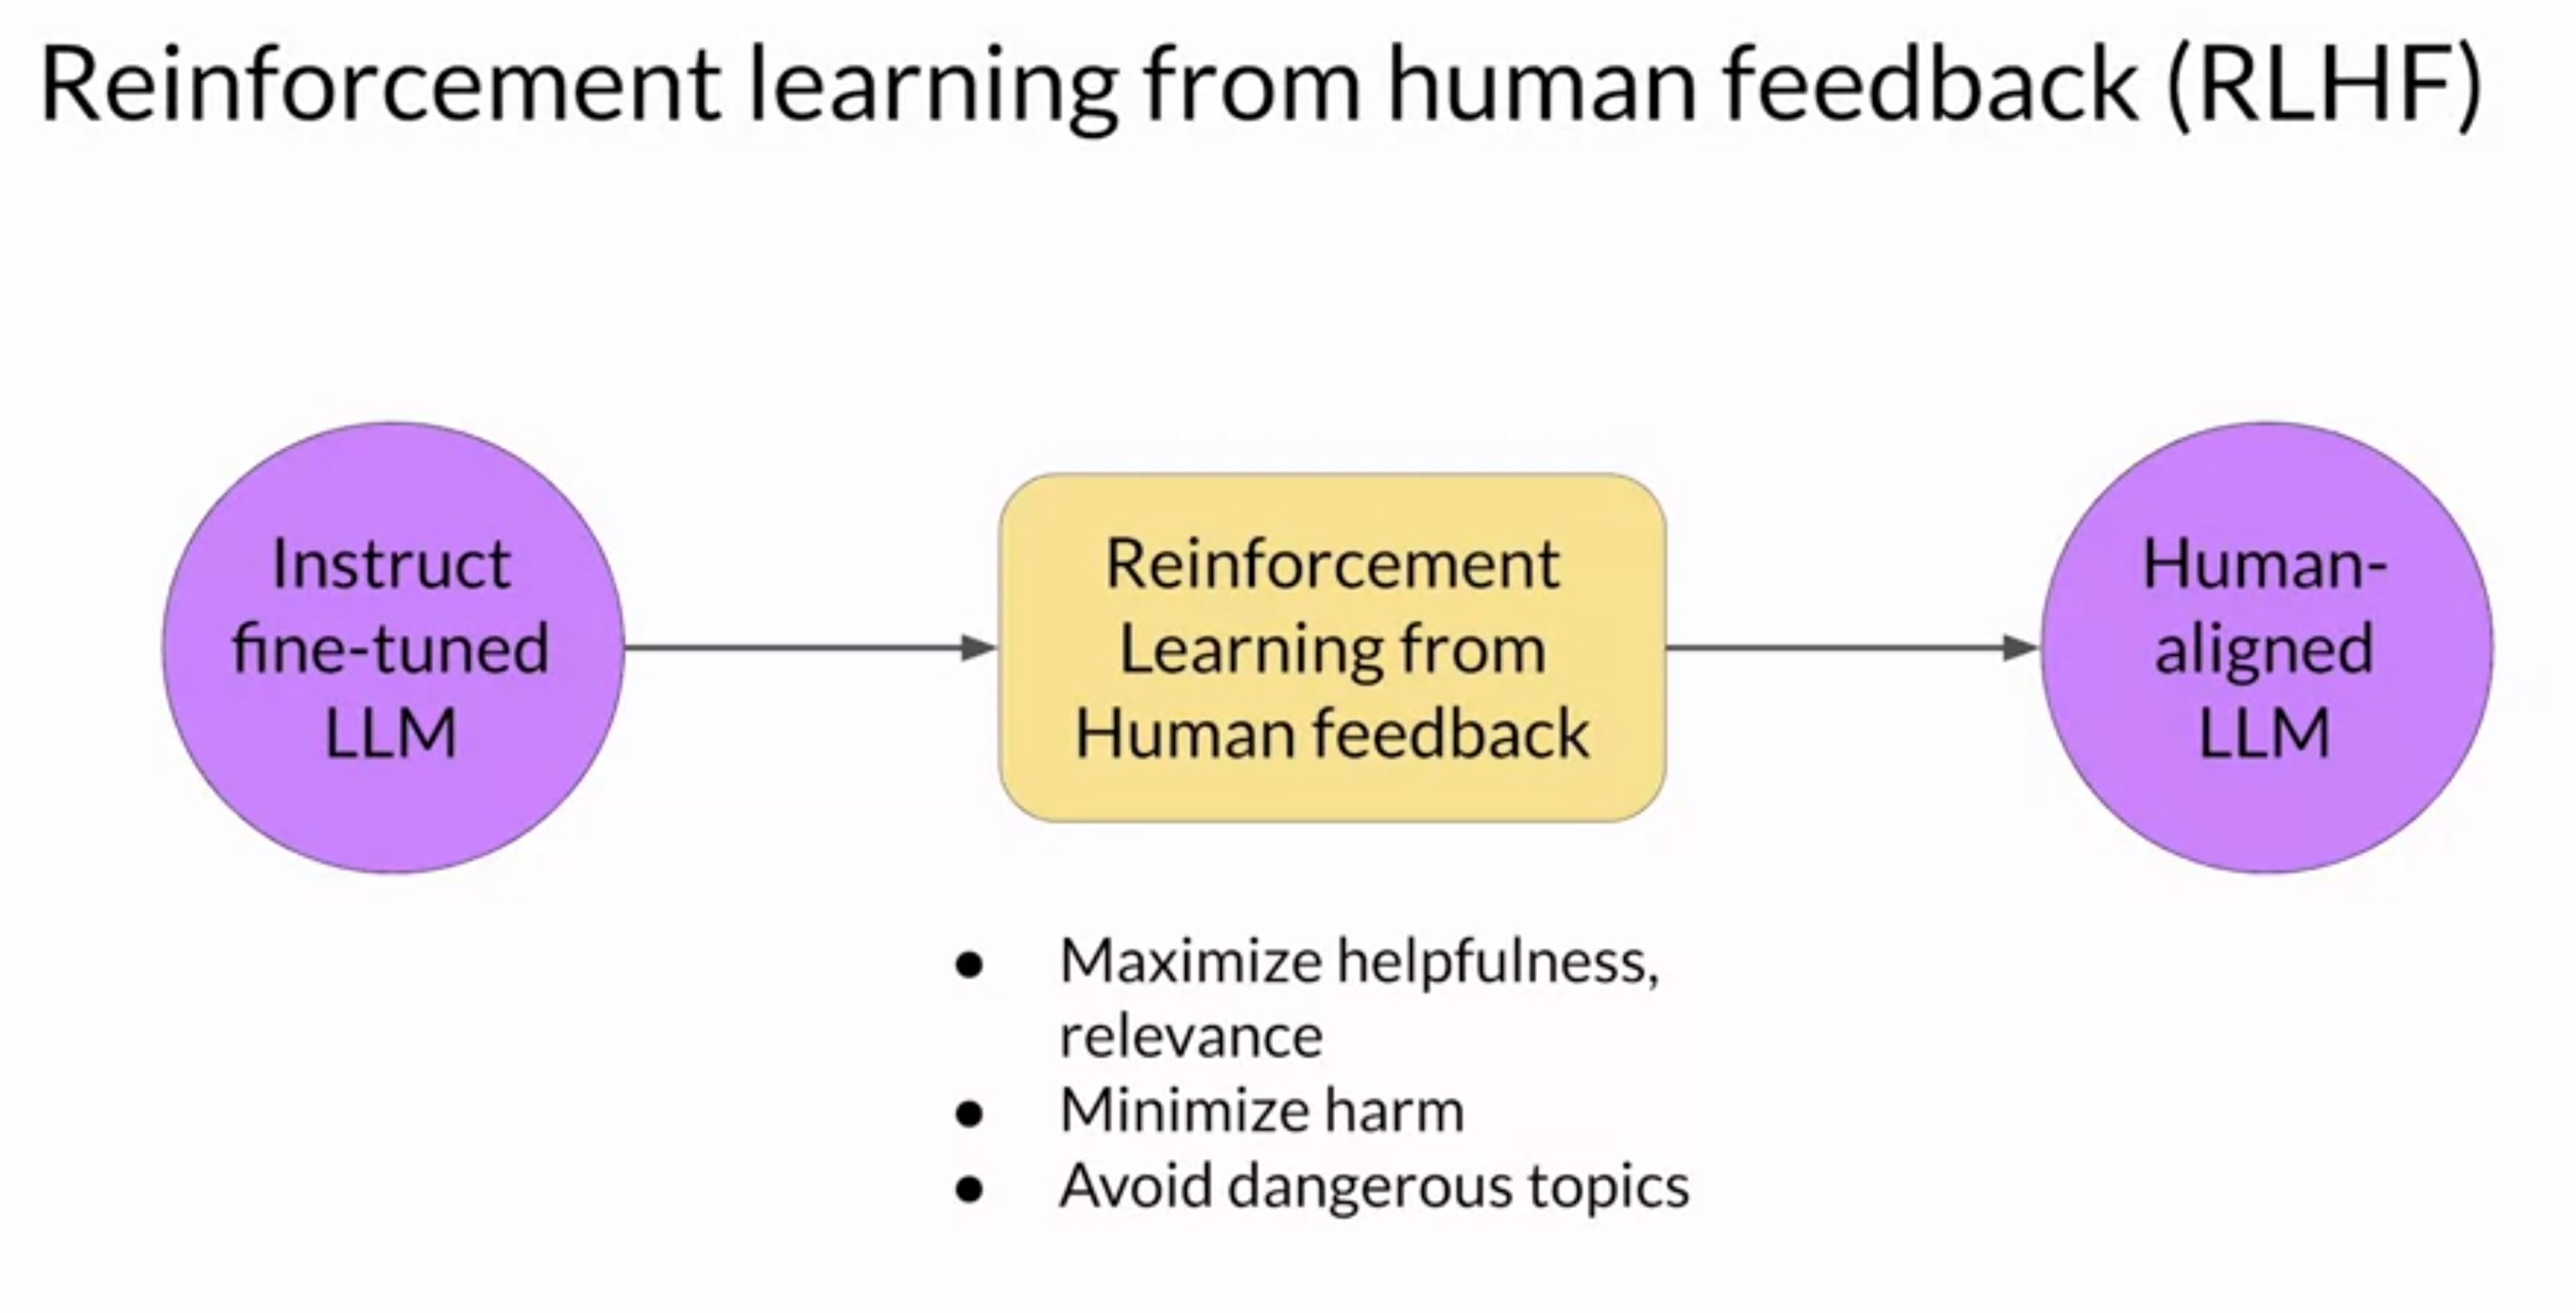 Reinforcement learning from human feedback (RLHF)
Instruct
fine-tuned
LLM
Reinforcement
Learning from
Human feedback
Human-
aligned
LLM
● Maximize helpfulness,
relevance
● Minimize harm
● Avoid dangerous topics